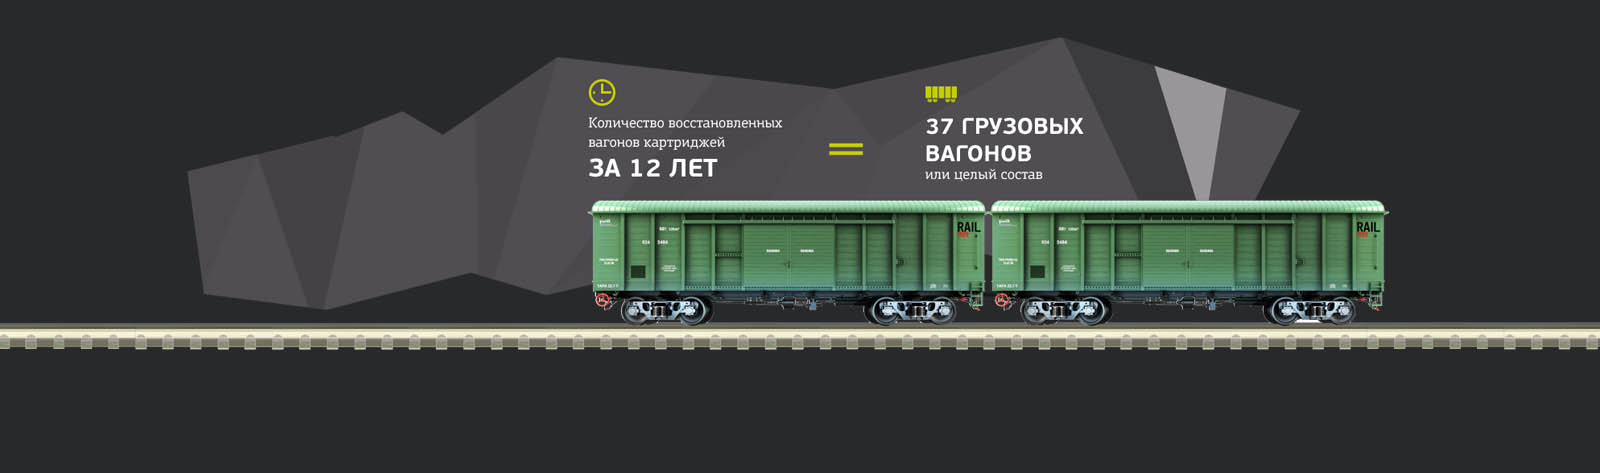 Количество восстановленных
вагонов картриджей
ЗА 12 ЛЕТ
37 ГРУЗОВЫХ
ВАГОНОВ
или целый состав
RAIL
RAIL